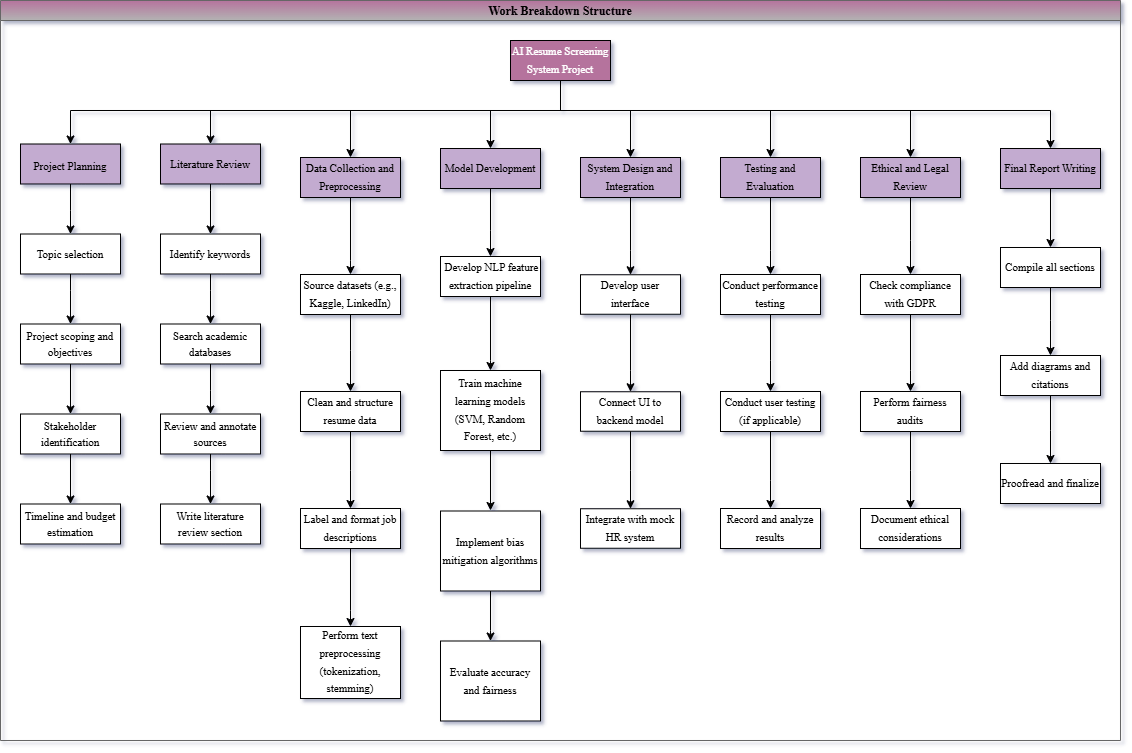 Work Breakdown Structure
AI Resume Screening
System Project
Project Planning
Topic selection
Project scoping and
objectives
Stakeholder
identification
Timeline and budget
estimation
Literature Review
Identify keywords
Search academic
databases
Review and annotate
sources
Write literature
review section
Data Collection and
Preprocessing
Source datasets (e.g.,
Kaggle, LinkedIn)
Clean and structure
resume data
Label and format job
descriptions
Perform text
preprocessing
(tokenization,
stemming)
Model Development
Develop NLP feature
extraction pipeline
Train machine
learning models
(SVM, Random
Forest, etc.)
Implement bias
mitigation algorithms
Evaluate accuracy
and fairness
System Design and
Integration
Develop user
interface
Connect UI to
backend model
Integrate with mock
HR system
Testing and
Evaluation
Conduct performance
testing
Conduct user testing
(if applicable)
Record and analyze
results
Ethical and Legal
Review
Check compliance
with GDPR
Perform fairness
audits
Document ethical
considerations
Final Report Writing
Compile all sections
Add diagrams and
citations
Proofread and finalize